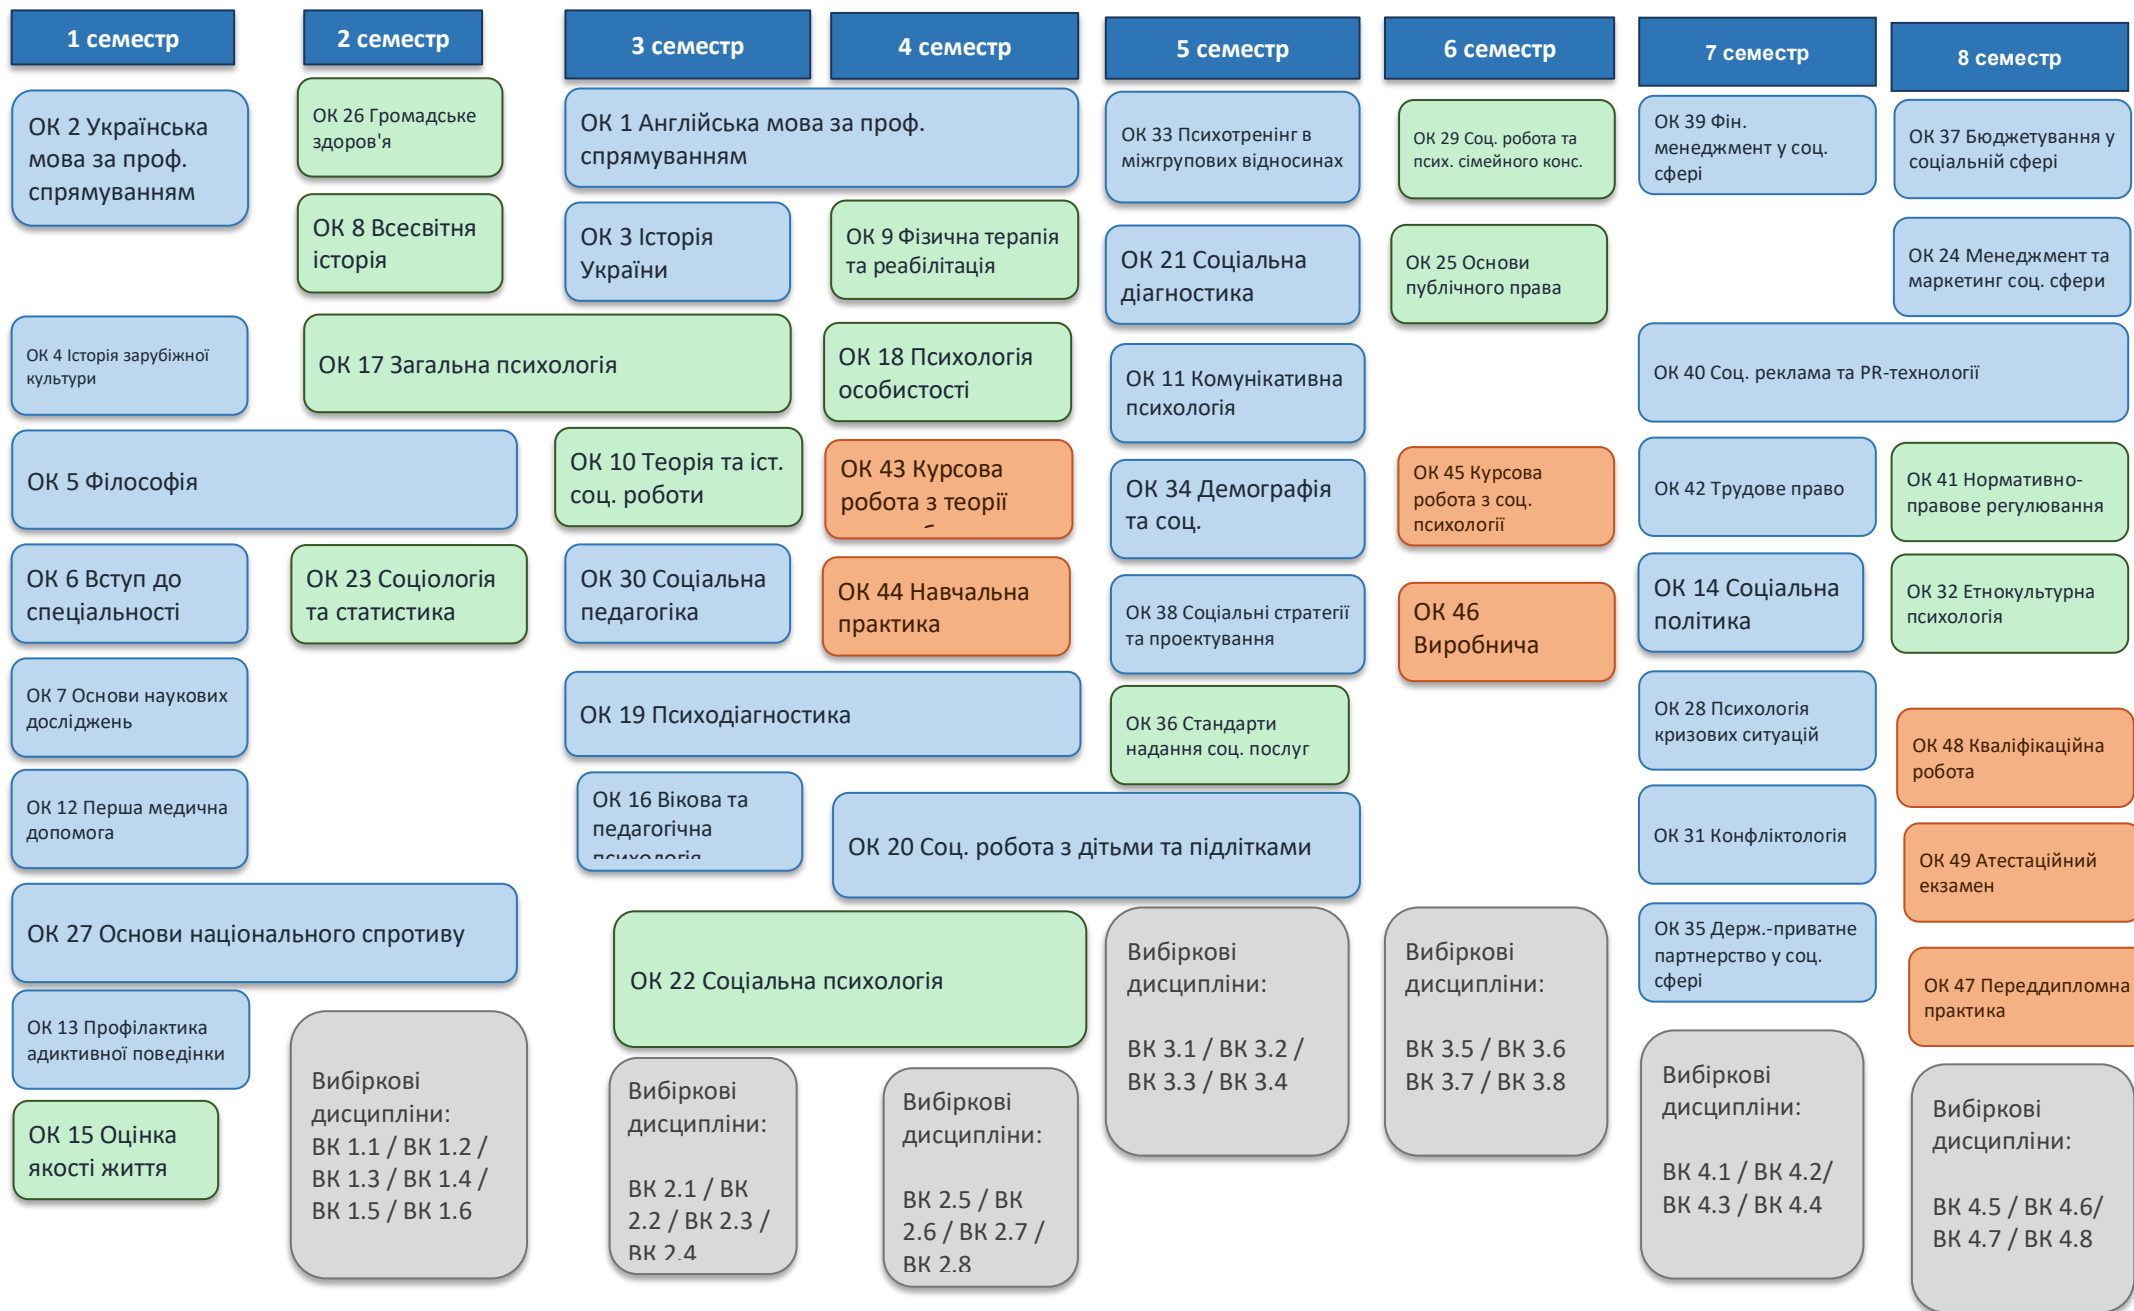 1 семестр
2 семестр
3 семестр
4 семестр
5 семестр
6 семестр
7 семестр
8 семестр
ОК 2 Українська
мова за проф.
спрямуванням
ОК 4 Історія зарубіжної
культури
ОК 5 Філософія
ОК 6 Вступ до
спеціальності
ОК 7 Основи наукових
досліджень
ОК 12 Перша медична
допомога
ОК 27 Основи національного спротиву
ОК 13 Профілактика
адиктивної поведінки
ОК 15 Оцінка
якості життя
ОК 26 Громадське
здоров'я
ОК 8 Всесвітня
історія
ОК 17 Загальна психологія
ОК 23 Соціологія
та статистика
Вибіркові
дисципліни:
ВК 1.1 / ВК 1.2 /
ВК 1.3 / ВК 1.4 /
ВК 1.5 / ВК 1.6
ОК 1 Англійська мова за проф.
спрямуванням
ОК 3 Історія
України
ОК 10 Теорія та іст.
соц. роботи
ОК 30 Соціальна
педагогіка
ОК 19 Психодіагностика
ОК 16 Вікова та
педагогічна
психологія
ОК 22 Соціальна психологія
Вибіркові
дисципліни:
ВК 2.1 / ВК
2.2 / ВК 2.3 /
ВК 2.4
ОК 9 Фізична терапія
та реабілітація
ОК 18 Психологія
особистості
ОК 43 Курсова
робота з теорії
ОК 44 Навчальна
практика
ОК 20 Соц. робота з дітьми та підлітками
Вибіркові
дисципліни:
ВК 2.5 / ВК
2.6 / ВК 2.7 /
ВК 2.8
ОК 33 Психотренінг в
міжгрупових відносинах
ОК 21 Соціальна
діагностика
ОК 11 Комунікативна
психологія
ОК 34 Демографія
та соц.
ОК 38 Соціальні стратегії
та проектування
ОК 36 Стандарти
надання соц. послуг
Вибіркові
дисципліни:
ВК 3.1 / ВК 3.2 /
ВК 3.3 / ВК 3.4
ОК 29 Соц. робота та
псих. сімейного конс.
ОК 25 Основи
публічного права
ОК 45 Курсова
робота з соц.
психології
ОК 46
Виробнича
Вибіркові
дисципліни:
ВК 3.5 / ВК 3.6
ВК 3.7 / ВК 3.8
ОК 39 Фін.
менеджмент у соц.
сфері
ОК 40 Соц. реклама та PR-технології
ОК 42 Трудове право
ОК 14 Соціальна
політика
ОК 28 Психологія
кризових ситуацій
ОК 31 Конфліктологія
ОК 35 Держ.-приватне
партнерство у соц.
сфері
Вибіркові
дисципліни:
ВК 4.1 / ВК 4.2/
ВК 4.3 / ВК 4.4
ОК 37 Бюджетування у
соціальній сфері
ОК 24 Менеджмент та
маркетинг соц. сфери
ОК 41 Нормативно-
правове регулювання
ОК 32 Етнокультурна
психологія
ОК 48 Кваліфікаційна
робота
ОК 49 Атестаційний
екзамен
ОК 47 Переддипломна
практика
Вибіркові
дисципліни:
ВК 4.5 / ВК 4.6/
ВК 4.7 / ВК 4.8